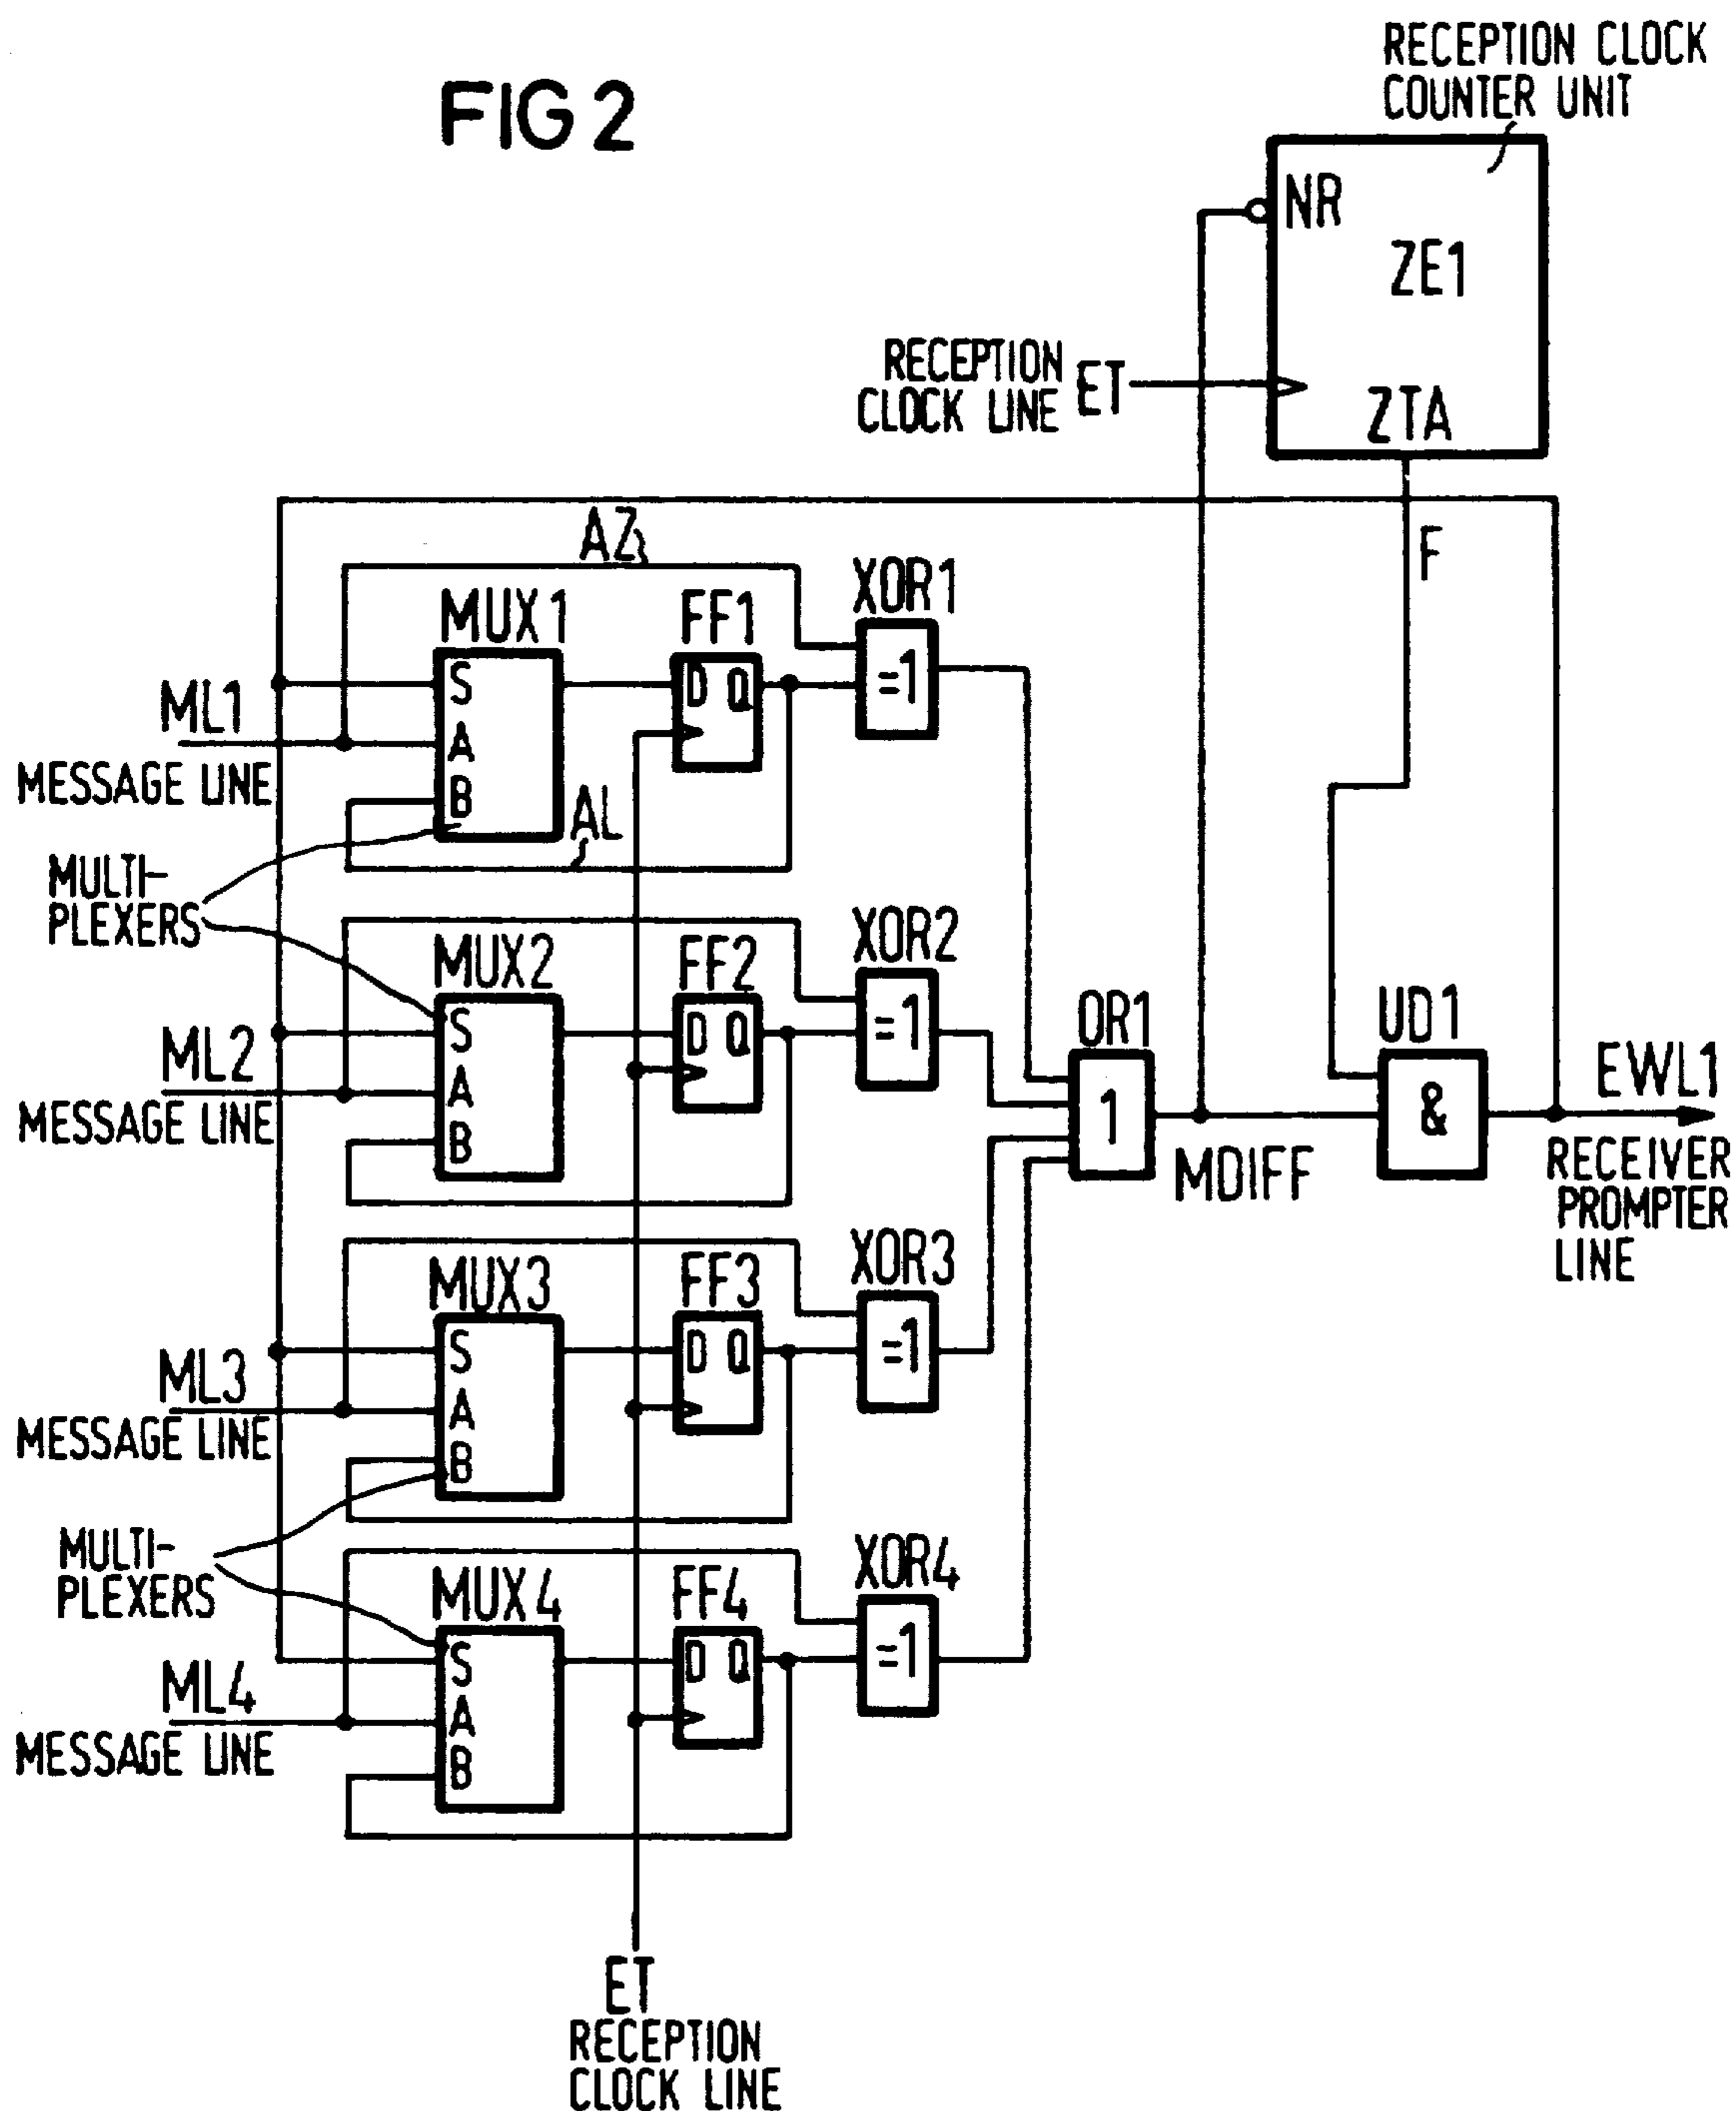 FIG 2
RECEPTION CLOCK
COUNTER UNIT
NR
ZE1
RECEPTION
CLOCK LINE
ET
ZTA
F
AZ
MUX1
FF1
XOR1
S
D Q
=1
ML1
A
MESSAGE LINE
B
AL
MULTI-
PLEXERS
MUX2
FF2
XOR2
S
D Q
=1
OR1
UD1
ML2
A
EWL1
MESSAGE LINE
B
1
&
MDIFF
RECEIVER
PROMPTER
LINE
MUX3
FF3
XOR3
S
D Q
=1
ML3
A
MESSAGE LINE
B
MULTI-
PLEXERS
MUX4
FF4
XOR4
S
D Q
=1
ML4
A
MESSAGE LINE
B
ET
RECEPTION
CLOCK LINE